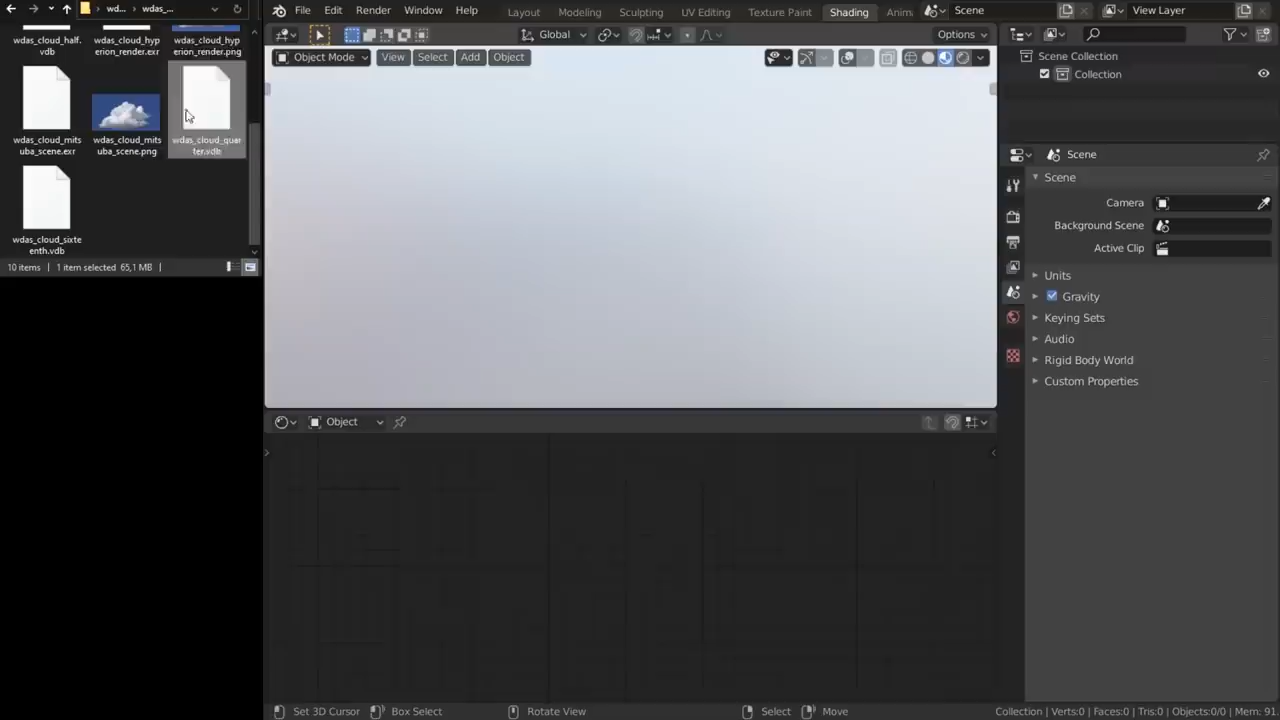 wd... > wdas_...
File Edit Render Window Help
Layout Modeling Sculpting UV Editing Texture Paint Shading Anim
Scene
View Layer
wdas_cloud_half.
vdb
wdas_cloud_hyp
erion_render.exr
wdas_cloud_hyp
erion_render.png
wdas_cloud_mits
uba_scene.exr
wdas_cloud_mits
uba_scene.png
wdas_cloud_quar
ter.vdb
wdas_cloud_sixte
enth.vdb
10 items 1 item selected 65,1 MB
Global
Options
Object Mode View Select Add Object
Object
Scene Collection
Collection
Scene
Scene
Camera
Background Scene
Active Clip
Units
Gravity
Keying Sets
Audio
Rigid Body World
Custom Properties
Set 3D Cursor Box Select Rotate View Select Move Collection | Verts:0 | Faces:0 | Tris:0 | Objects:0/0 | Mem: 91